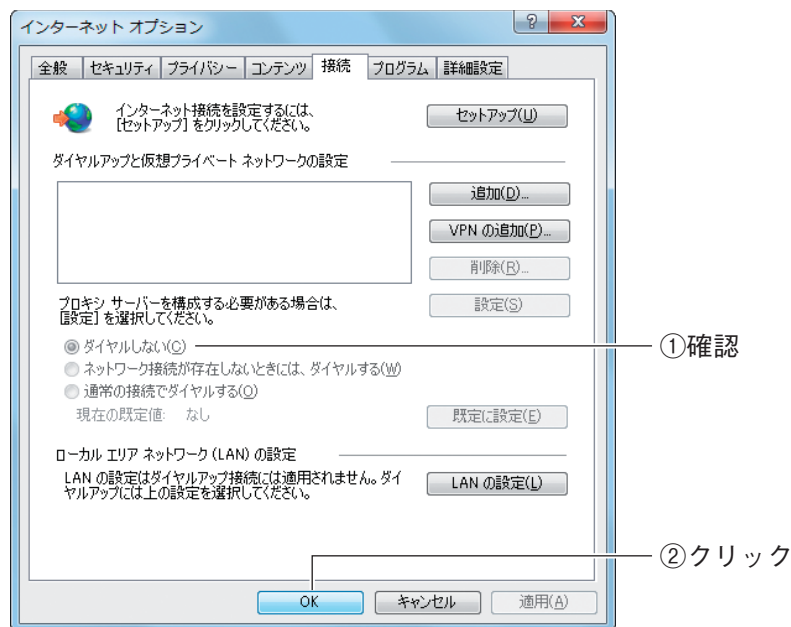 インターネット オプション
全般 セキュリティ プライバシー コンテンツ 接続 プログラム 詳細設定
インターネット接続を設定するには、
[セットアップ] をクリックしてください。
セットアップ(U)
ダイヤルアップと仮想プライベート ネットワークの設定
追加(D)...
VPN の追加(P)...
削除(R)...
プロキシ サーバーを構成する必要がある場合は、
[設定] を選択してください。
設定(S)
ダイヤルしない(C)
①確認
ネットワーク接続が存在しないときには、ダイヤルする(W)
通常の接続でダイヤルする(O)
現在の既定値: なし
既定に設定(E)
ローカル エリア ネットワーク (LAN) の設定
LAN の設定はダイヤルアップ接続には適用されません。ダイ
ヤルアップには上の設定を選択してください。
LAN の設定(L)
②クリック
OK キャンセル 適用(A)